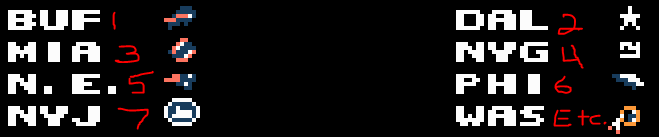 BUF 1 DAL 2
MIA 3 NYG 4
N.E. 5 PHI 6
NYJ 7 WAS Etc.